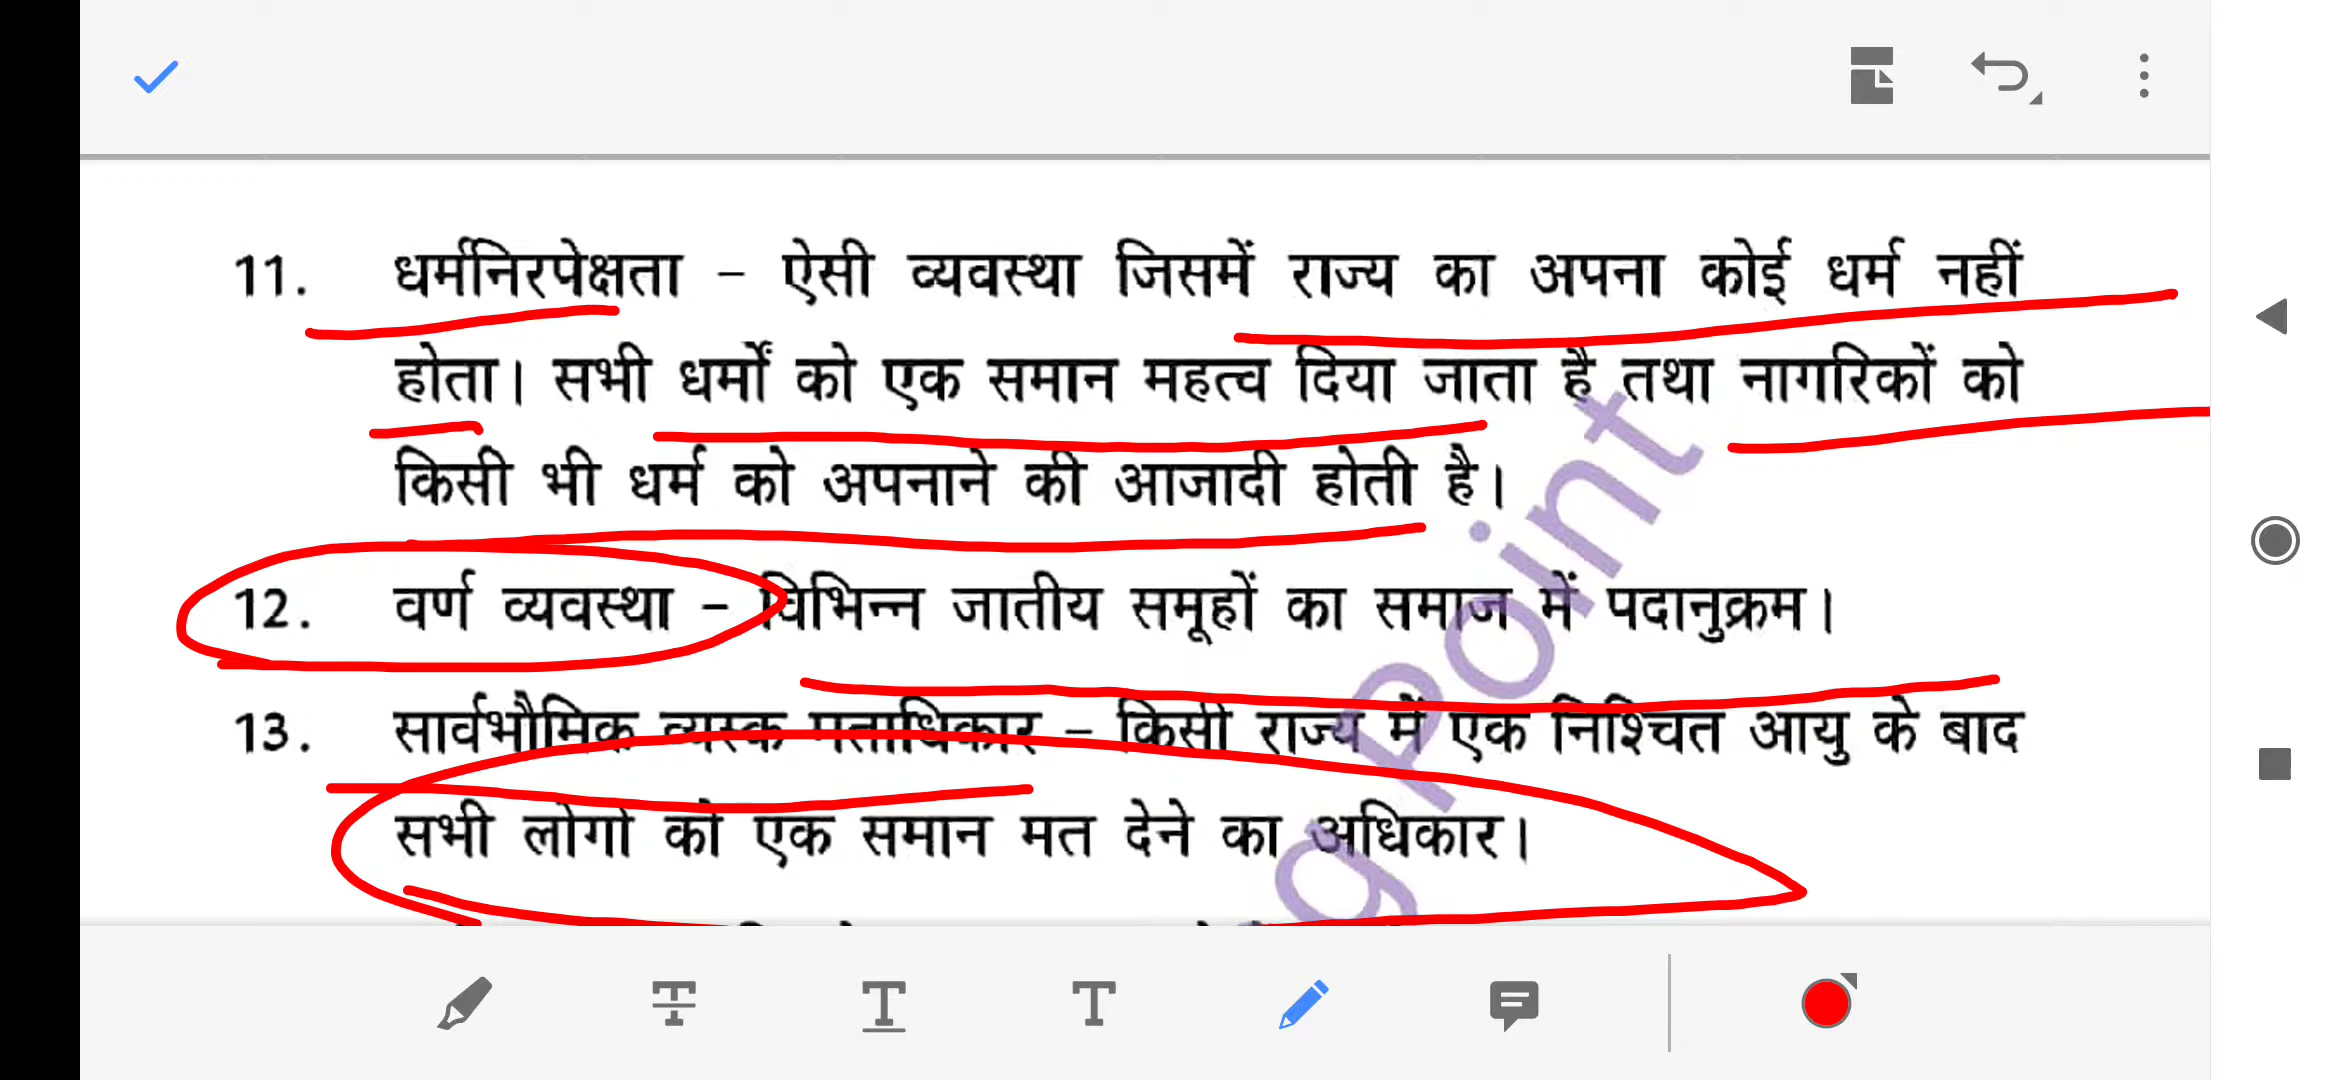 11. धर्मनिरपेक्षता – ऐसी व्यवस्था जिसमें राज्य का अपना कोई धर्म नहीं
होता। सभी धर्मों को एक समान महत्व दिया जाता है तथा नागरिकों को
किसी भी धर्म को अपनाने की आजादी होती है।
12. वर्ण व्यवस्था – विभिन्न जातीय समूहों का समाज में पदानुक्रम।
13. सार्वभौमिक व्यस्क मताधिकार – किसी राज्य में एक निश्चित आयु के बाद
सभी लोगों को एक समान मत देने का अधिकार।
g Point